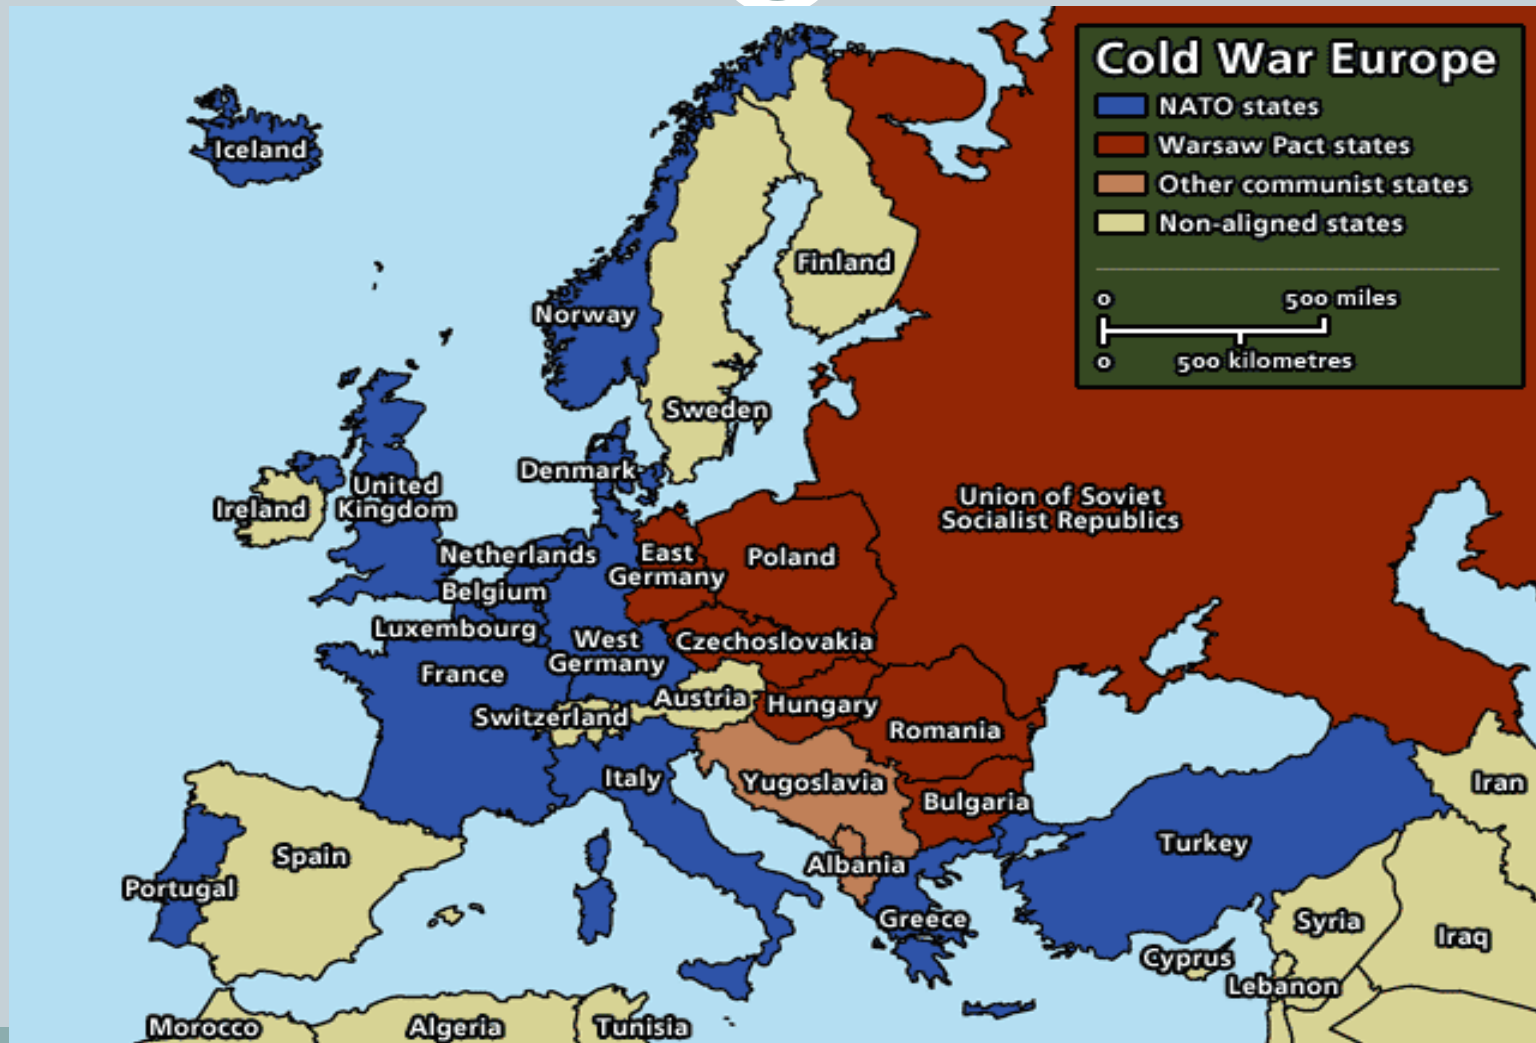 Cold War Europe
NATO states
Warsaw Pact states
Other communist states
Non-aligned states
0 500 miles
0 500 kilometres
Iceland
Finland
Norway
Sweden
Denmark
United
Kingdom
Ireland
Union of Soviet
Socialist Republics
Netherlands
East
Germany
Poland
Belgium
Luxembourg
West
Germany
Czechoslovakia
France
Austria
Hungary
Switzerland
Romania
Italy
Yugoslavia
Bulgaria
Iran
Turkey
Spain
Albania
Portugal
Greece
Syria
Iraq
Cyprus
Lebanon
Morocco
Algeria
Tunisia